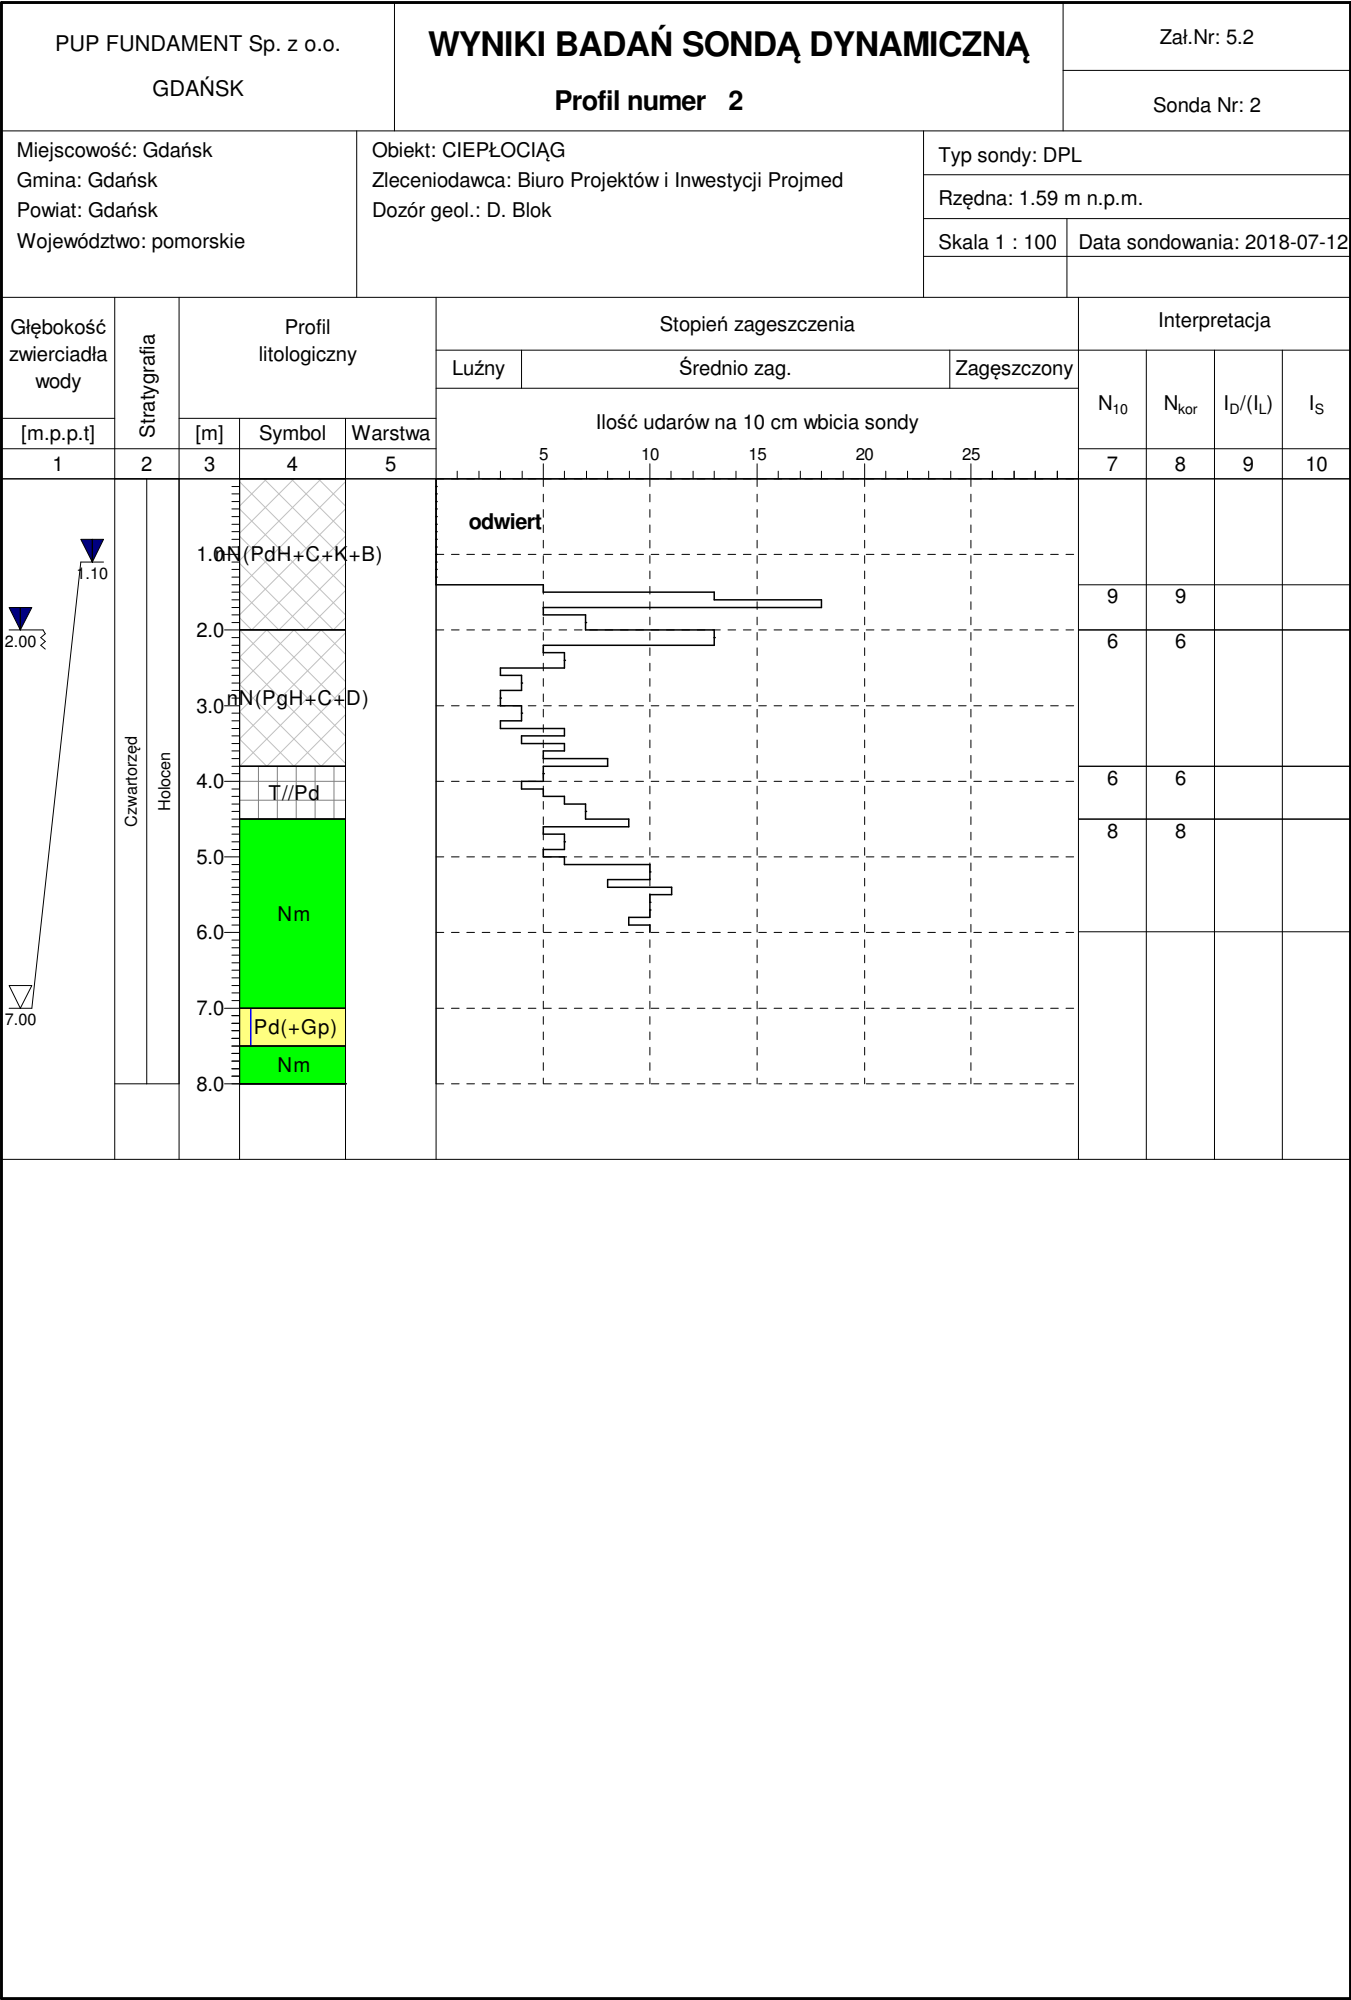 PUP FUNDAMENT Sp. z o.o.
GDAŃSK
WYNIKI BADAŃ SONDĄ DYNAMICZNĄ
Profil numer 2
Zał.Nr: 5.2
Sonda Nr: 2
Miejscowość: Gdańsk
Gmina: Gdańsk
Powiat: Gdańsk
Województwo: pomorskie
Obiekt: CIEPŁOCIĄG
Zleceniodawca: Biuro Projektów i Inwestycji Projmed
Dozór geol.: D. Blok
Typ sondy: DPL
Rzędna: 1.59 m n.p.m.
Skala 1 : 100
Data sondowania: 2018-07-12
Głębokość
zwierciadła
wody
[m.p.p.t]
Stratygrafia
Profil
litologiczny
[m] Symbol Warstwa
Stopień zageszczenia
Luźny Średnio zag. Zagęszczony
Ilość udarów na 10 cm wbicia sondy
5 10 15 20 25
Interpretacja
N10 Nkor ID/(IL) IS
1 2 3 4 5 7 8 9 10
odwiert
1.0 nN(PdH+C+K+B)
1.10
9 9
2.00
2.0
6 6
3.0 nN(PgH+C+D)
Czwartorzęd
Holocen
4.0
T//Pd
6 6
8 8
5.0
Nm
6.0
7.0
7.00
Pd(+Gp)
Nm
8.0